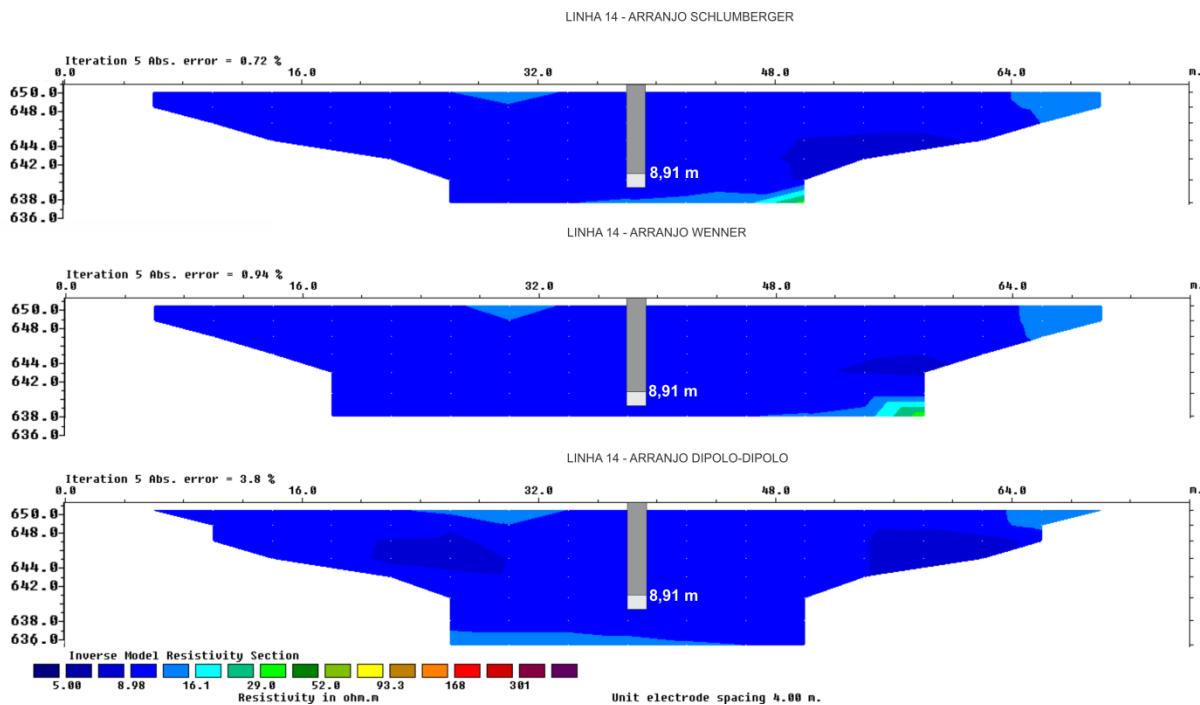 LINHA 14 - ARRANJO SCHLUMBERGER
Iteration 5 Abs. error = 0.72 %
0.0 16.0 32.0 48.0 64.0 m.
650.0
648.0
644.0
642.0
8,91 m
638.0
636.0
LINHA 14 - ARRANJO WENNER
Iteration 5 Abs. error = 0.94 %
0.0 16.0 32.0 48.0 64.0 m.
650.0
648.0
644.0
642.0
8,91 m
638.0
636.0
LINHA 14 - ARRANJO DIPOLO-DIPOLO
Iteration 5 Abs. error = 3.8 %
0.0 16.0 32.0 48.0 64.0 m.
650.0
648.0
644.0
642.0
8,91 m
638.0
636.0
Inverse Model Resistivity Section
5.00 8.98 16.1 29.0 52.0 93.3 168 301
Resistivity in ohm.m Unit electrode spacing 4.00 m.